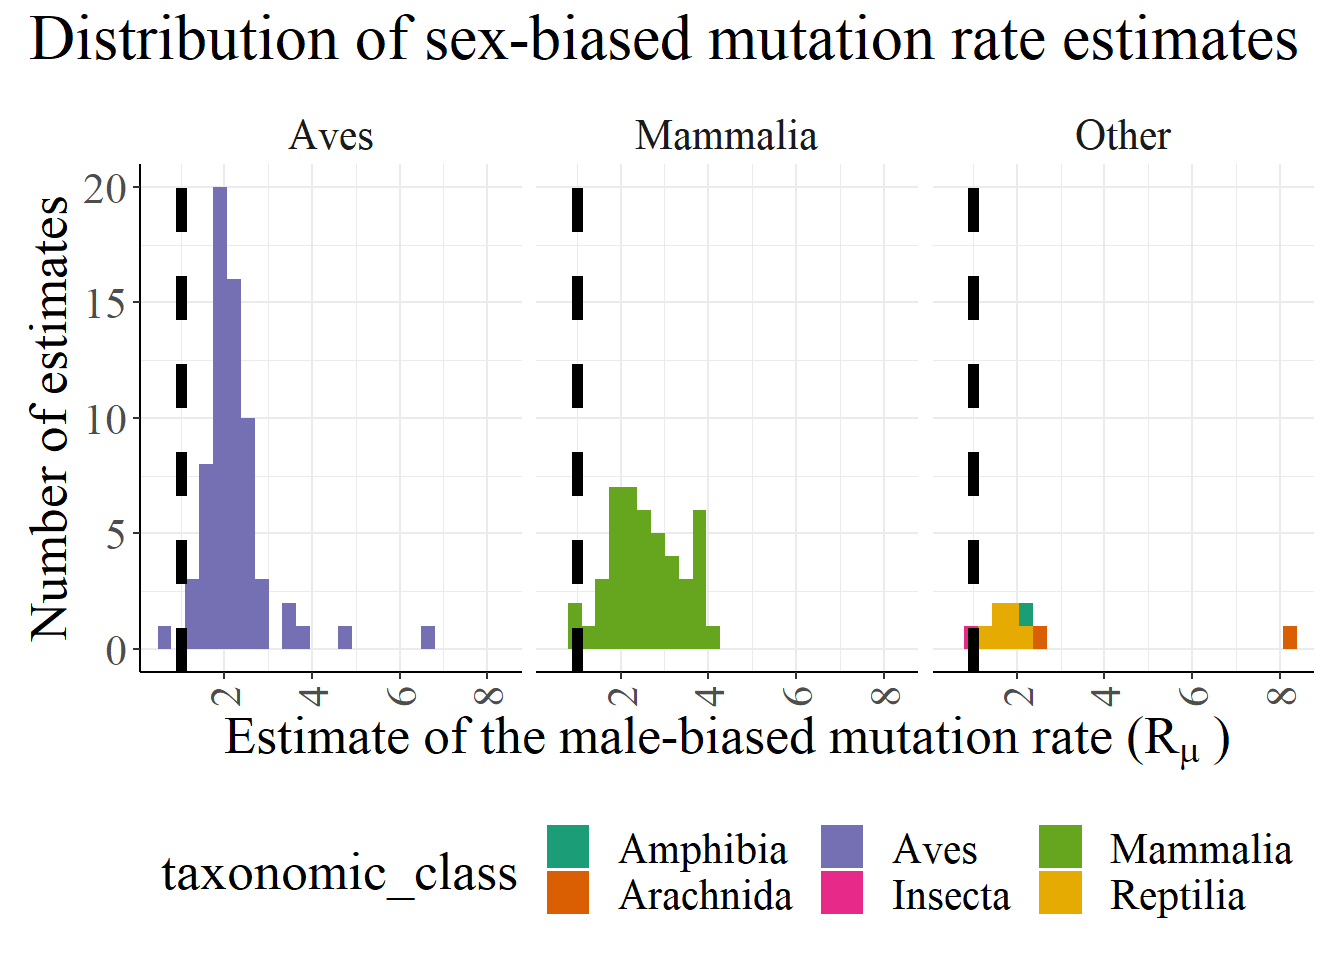 Distribution of sex-biased mutation rate estimates
Aves Mammalia Other
Number of estimates
20
15
10
5
0
2 4 6 8 2 4 6 8 2 4 6 8
Estimate of the male-biased mutation rate (Rμ )
taxonomic_class
Amphibia Aves Mammalia
Arachnida Insecta Reptilia